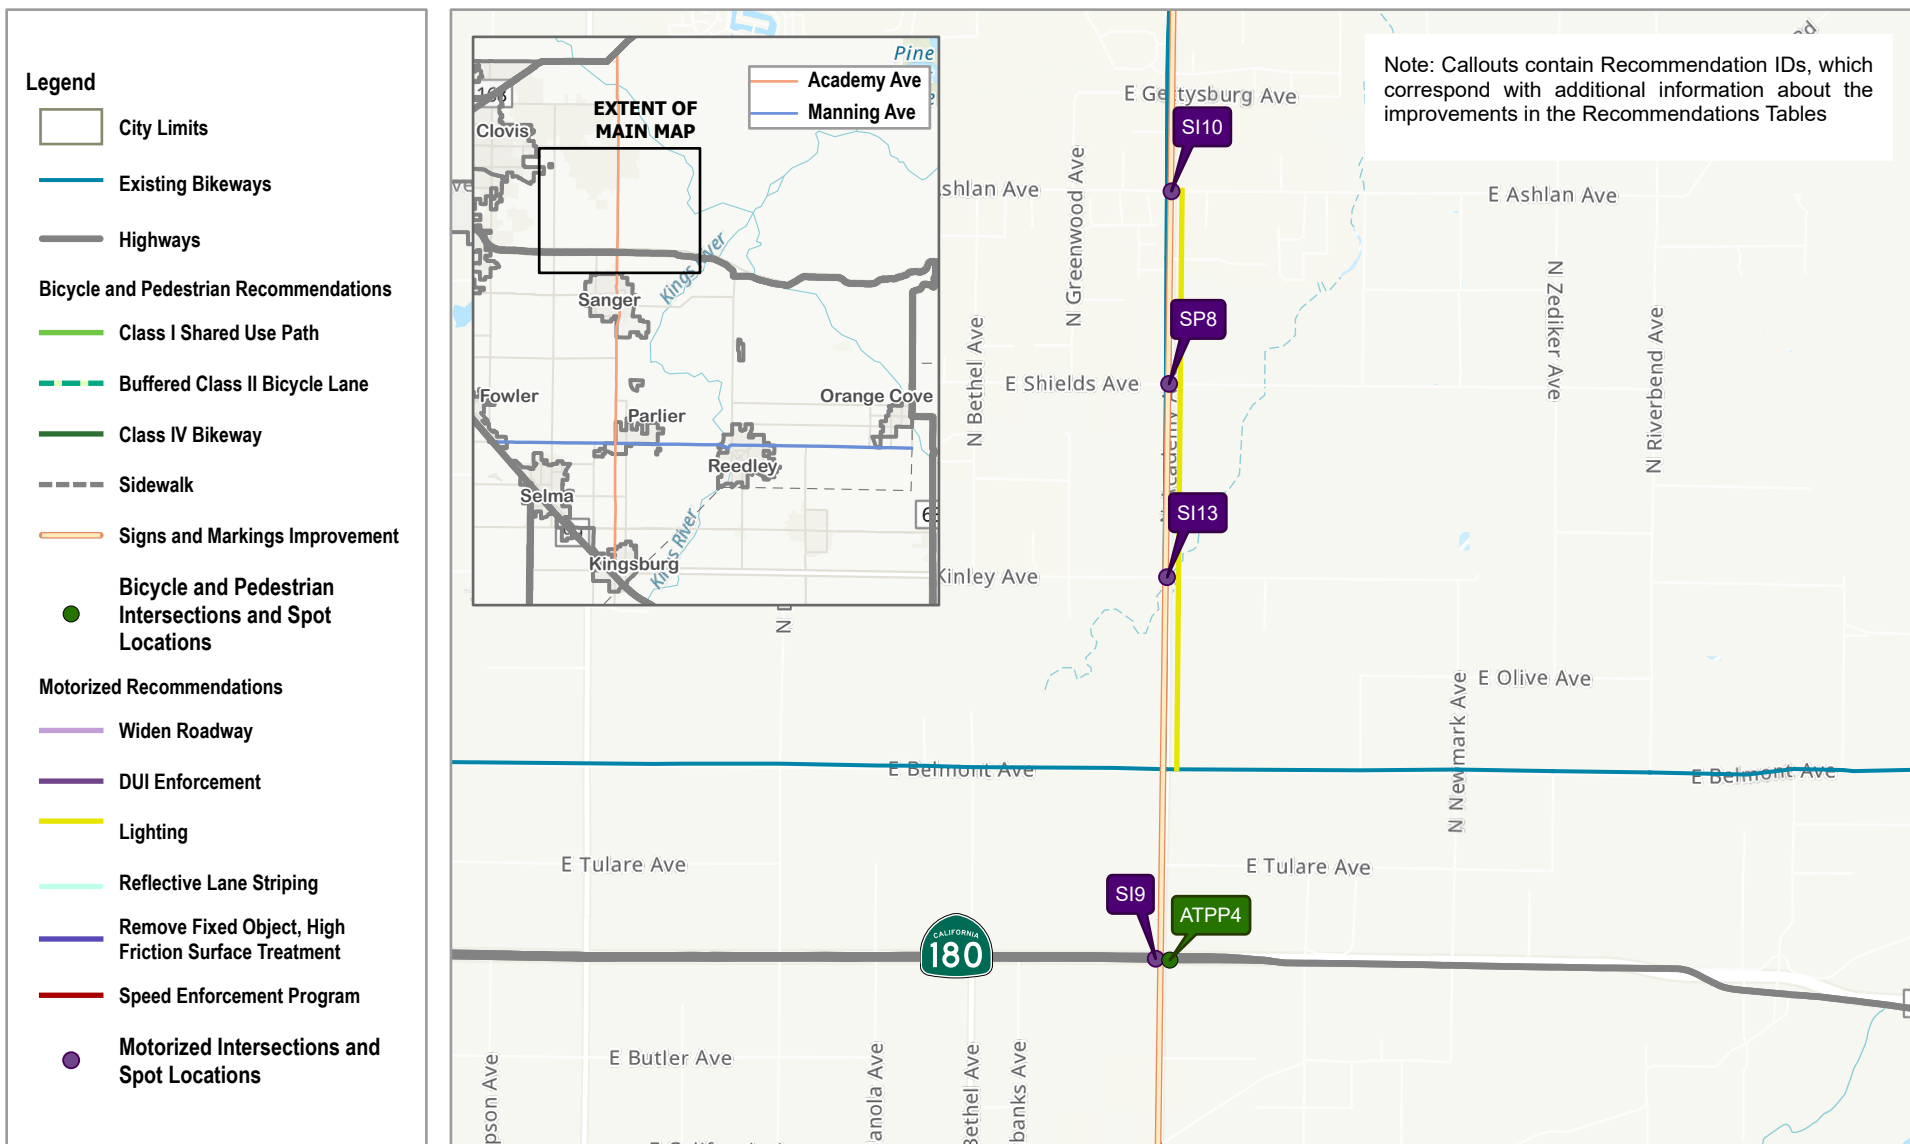 Legend
City Limits
Existing Bikeways
Highways
Bicycle and Pedestrian Recommendations
Class I Shared Use Path
Buffered Class II Bicycle Lane
Class IV Bikeway
Sidewalk
Signs and Markings Improvement
Bicycle and Pedestrian
Intersections and Spot
Locations
Motorized Recommendations
Widen Roadway
DUI Enforcement
Lighting
Reflective Lane Striping
Remove Fixed Object, High
Friction Surface Treatment
Speed Enforcement Program
Motorized Intersections and
Spot Locations
Pine
Academy Ave
Manning Ave
EXTENT OF
MAIN MAP
Clovis
Kings River
Sanger
Fowler
Parlier
Orange Cove
Reedley
Selma
Kingsburg
Kings River
Note: Callouts contain Recommendation IDs, which
correspond with additional information about the
improvements in the Recommendations Tables
E Gettysburg Ave
SI10
shlan Ave
E Ashlan Ave
N Greenwood Ave
N Zediker Ave
N Riverbend Ave
N Bethel Ave
SP8
E Shields Ave
SI13
Kinley Ave
N
E Olive Ave
N Newmark Ave
E Belmont Ave
E Belmont Ave
E Tulare Ave
E Tulare Ave
SI9
ATPP4
CALIFORNIA
180
E Butler Ave
pson Ave
anola Ave
Bethel Ave
banks Ave